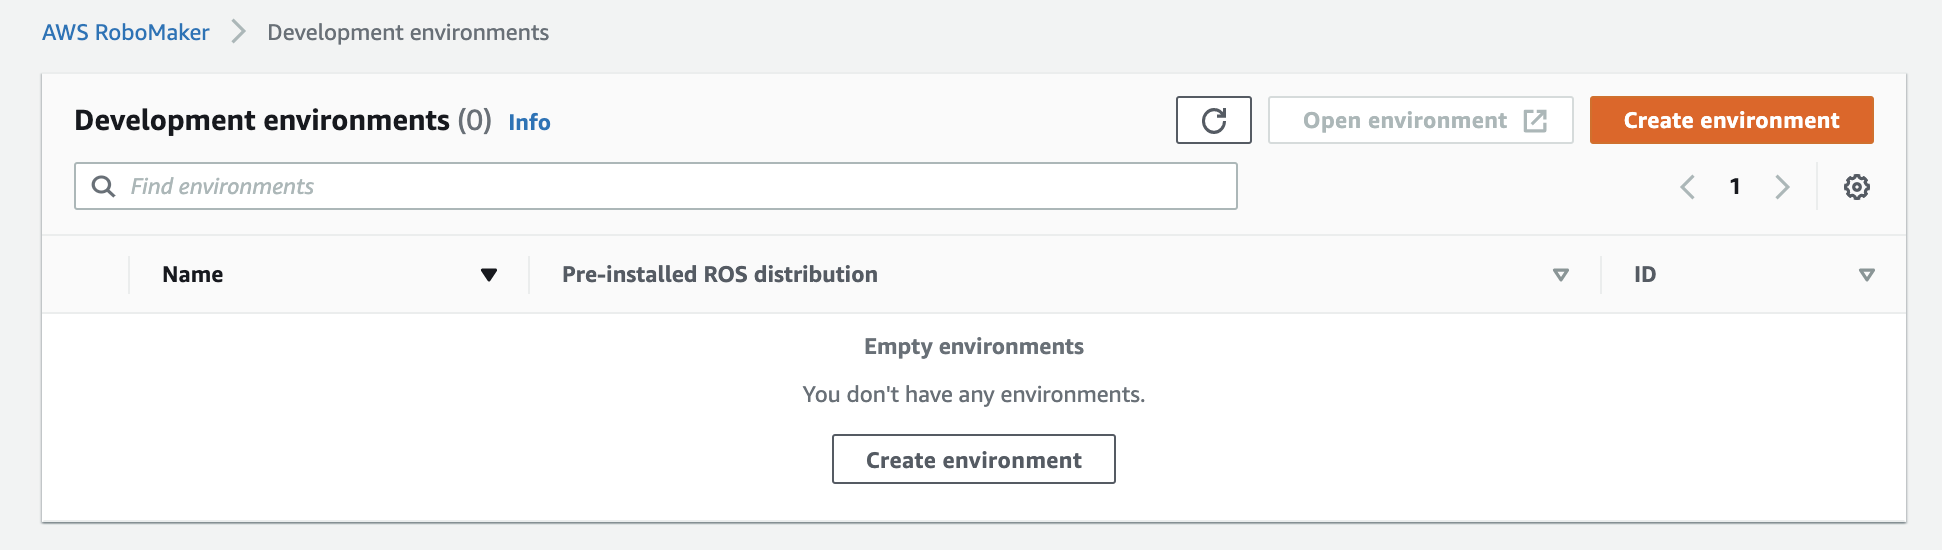 AWS RoboMaker Development environments
Development environments (0) Info
Open environment
Create environment
Find environments
1
Name Pre-installed ROS distribution ID
Empty environments
You don't have any environments.
Create environment